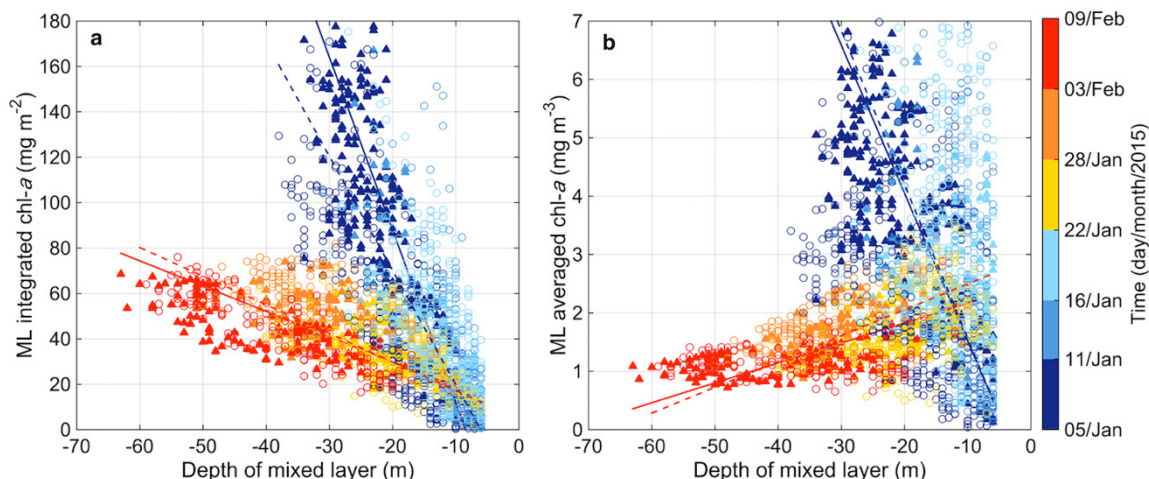 a
180
160
140
120
100
80
60
40
20
0
ML integrated chl-a (mg m⁻²)
-70 -60 -50 -40 -30 -20 -10 0
Depth of mixed layer (m)
b
7
6
5
4
3
2
1
0
ML averaged chl-a (mg m⁻³)
-70 -60 -50 -40 -30 -20 -10 0
Depth of mixed layer (m)
09/Feb
03/Feb
28/Jan
22/Jan
16/Jan
11/Jan
05/Jan
Time (day/month/2015)